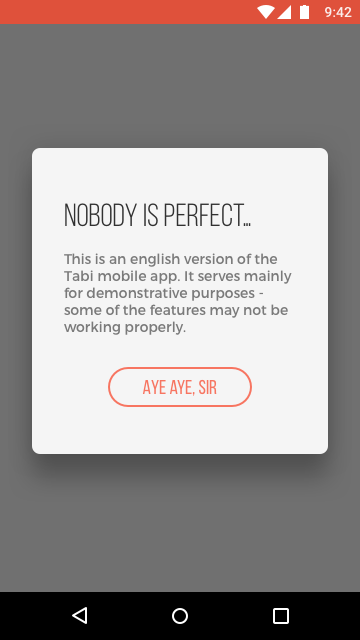 9:42
NOBODY IS PERFECT...
This is an english version of the
Tabi mobile app. It serves mainly
for demonstrative purposes -
some of the features may not be
working properly.
AYE AYE, SIR